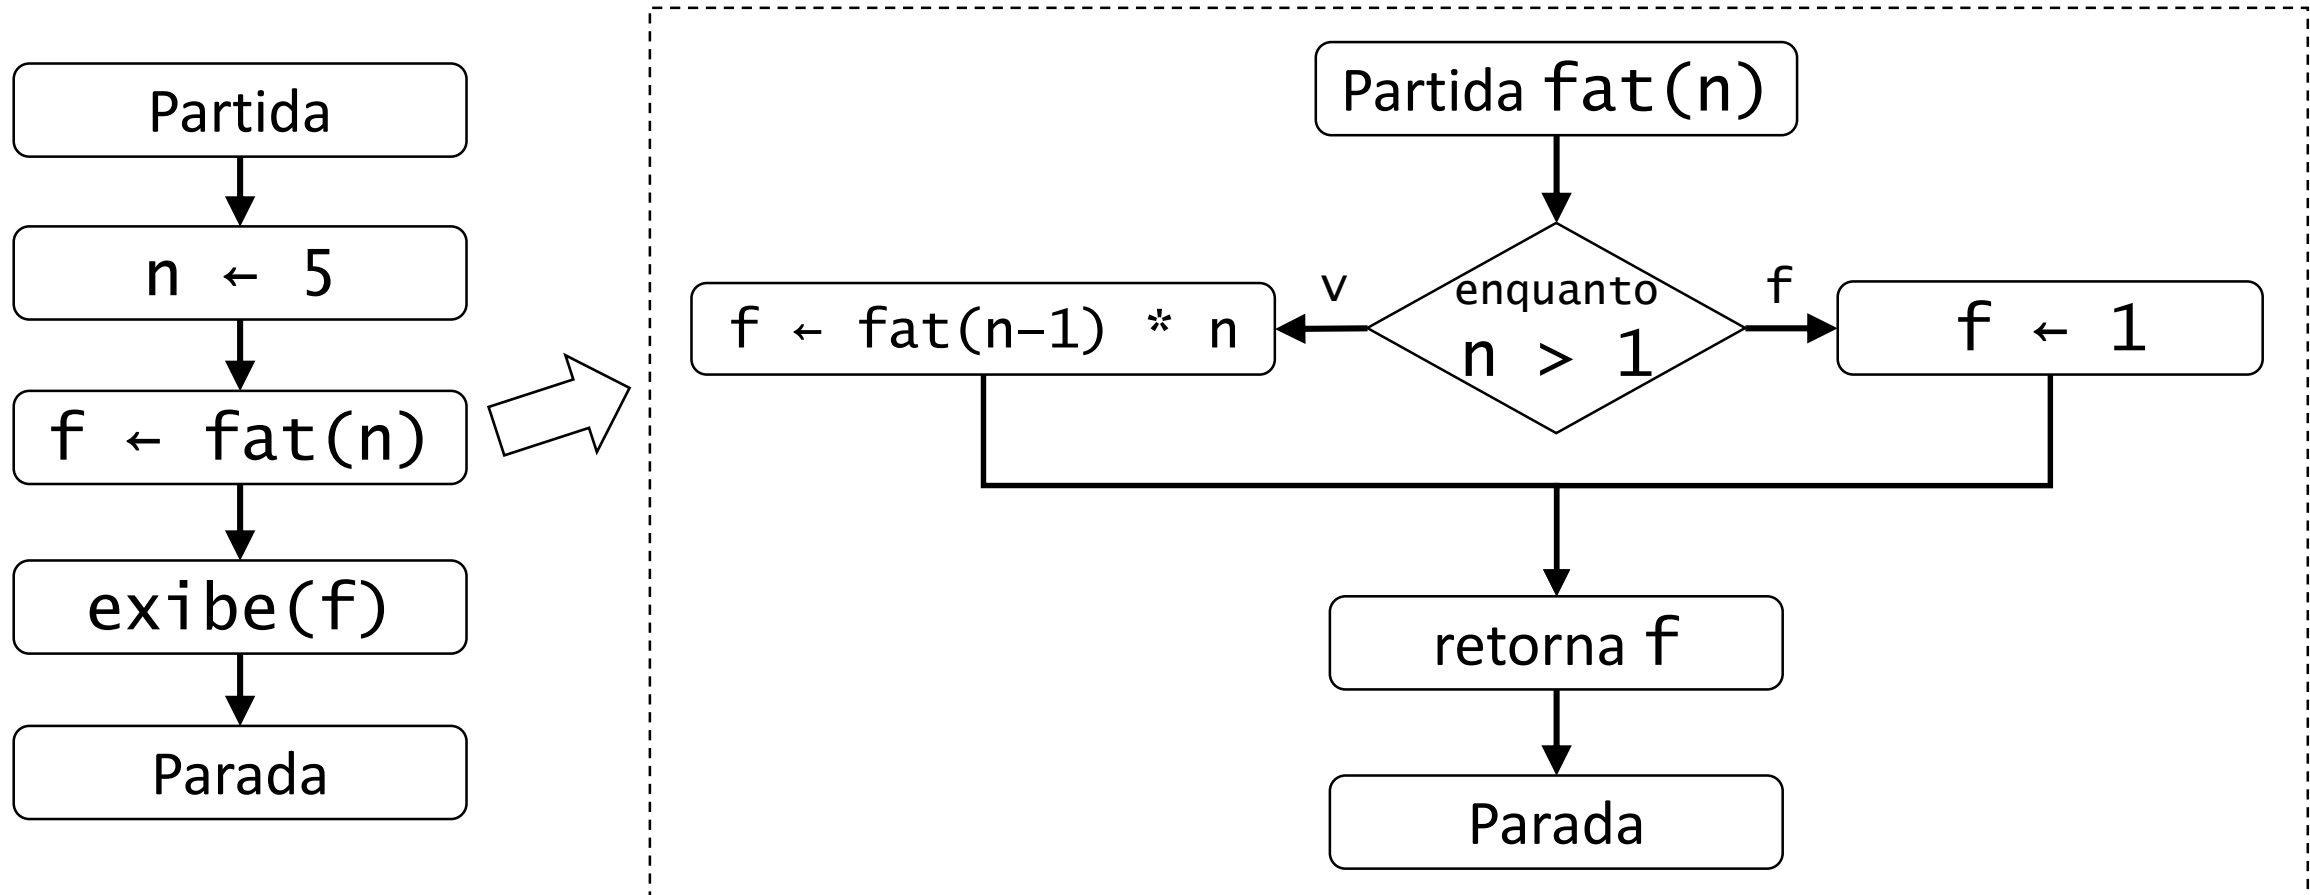 Partida
n ← 5
f ← fat(n)
exibe(f)
Parada
Partida fat(n)
enquanto
n > 1
v
f
f ← fat(n-1) * n
f ← 1
retorna f
Parada